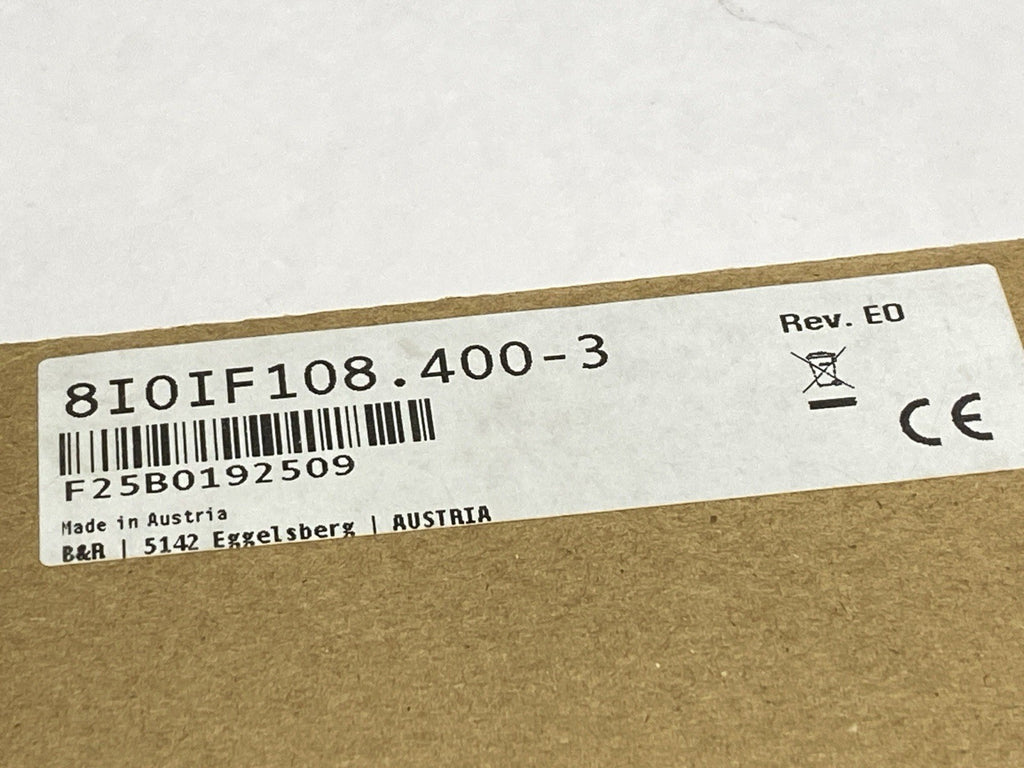 8I0IF108.400-3
Rev. E0
F25B0192509
CE
Made in Austria
B&R | 5142 Eggelsberg | AUSTRIA